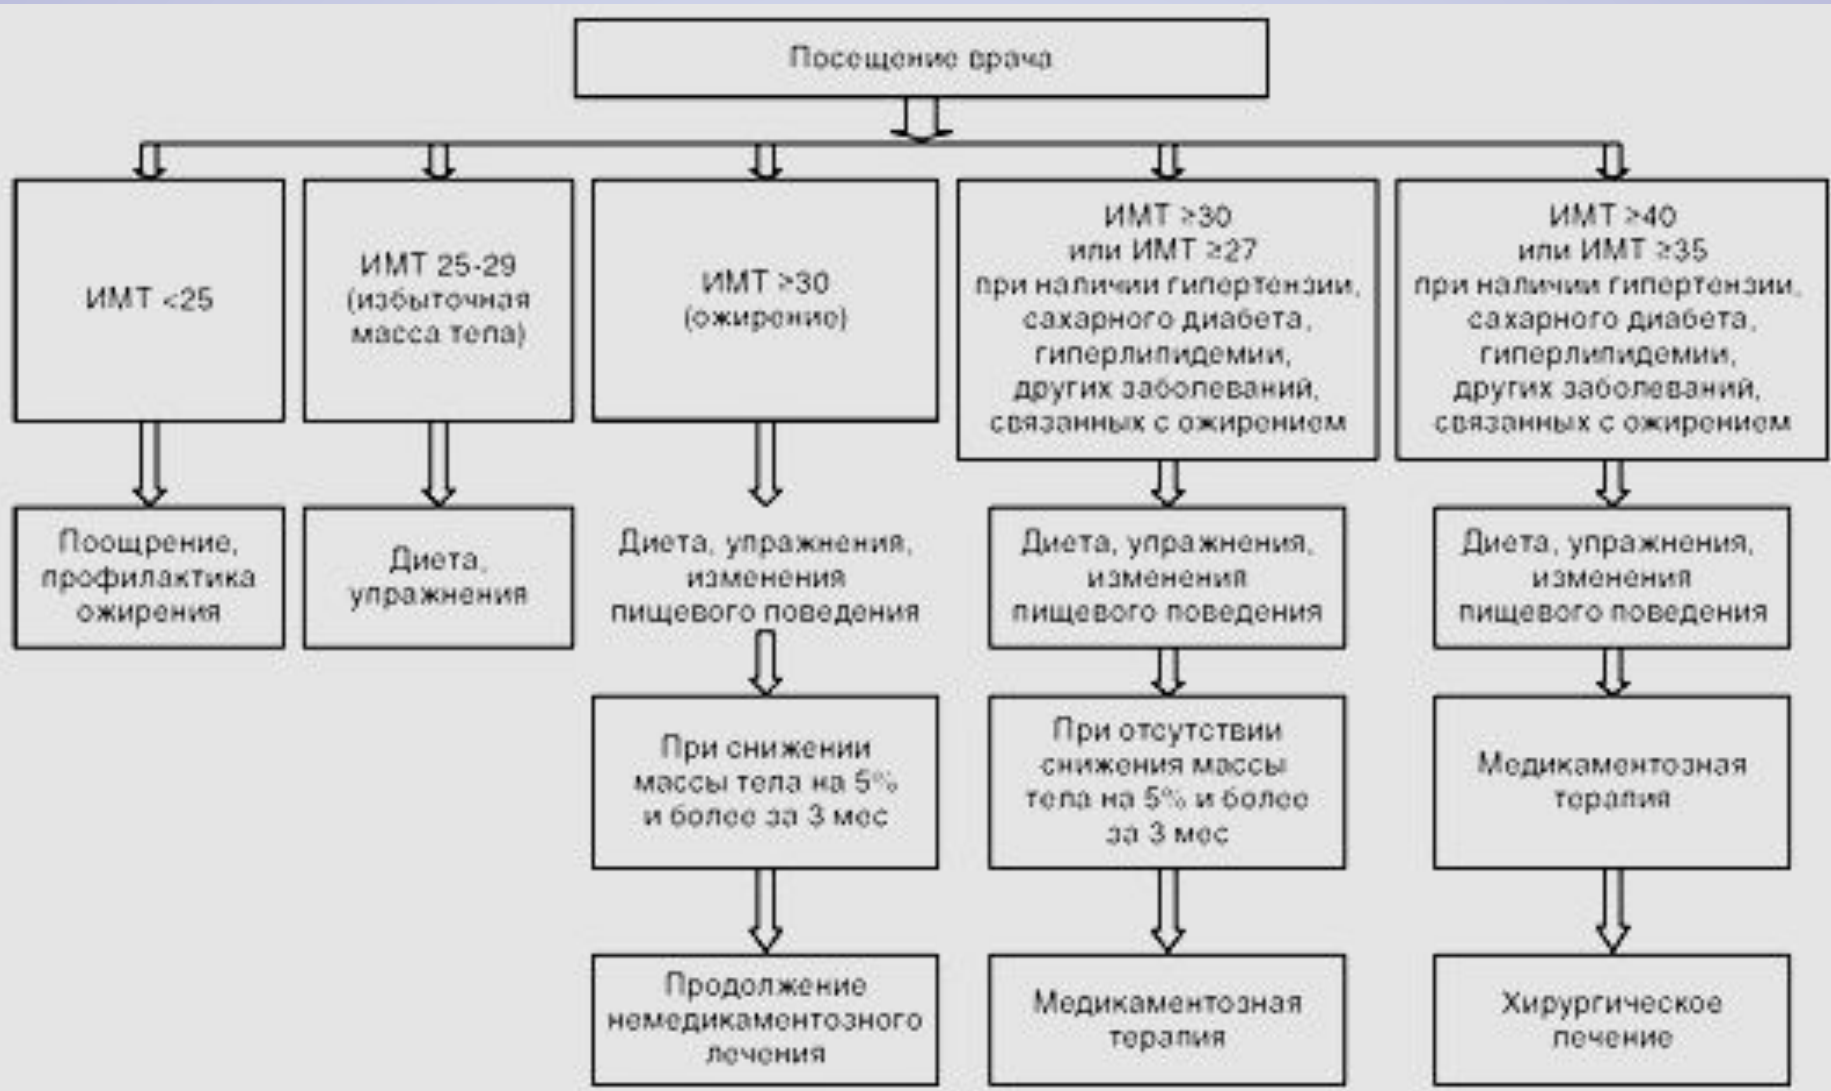 Посещение врача
ИМТ <25
ИМТ 25-29
(избыточная
масса тела)
ИМТ ≥30
(ожирение)
ИМТ ≥30
или ИМТ ≥27
при наличии гипертензии,
сахарного диабета,
гиперлипидемии,
других заболеваний,
связанных с ожирением
ИМТ ≥40
или ИМТ ≥35
при наличии гипертензии,
сахарного диабета,
гиперлипидемии,
других заболеваний,
связанных с ожирением
Поощрение,
профилактика
ожирения
Диета,
упражнения
Диета, упражнения,
изменения
пищевого поведения
Диета, упражнения,
изменения
пищевого поведения
Диета, упражнения,
изменения
пищевого поведения
При снижении
массы тела на 5%
и более за 3 мес
При отсутствии
снижения массы
тела на 5% и более
за 3 мес
Медикаментозная
терапия
Продолжение
немедикаментозного
лечения
Медикаментозная
терапия
Хирургическое
лечение